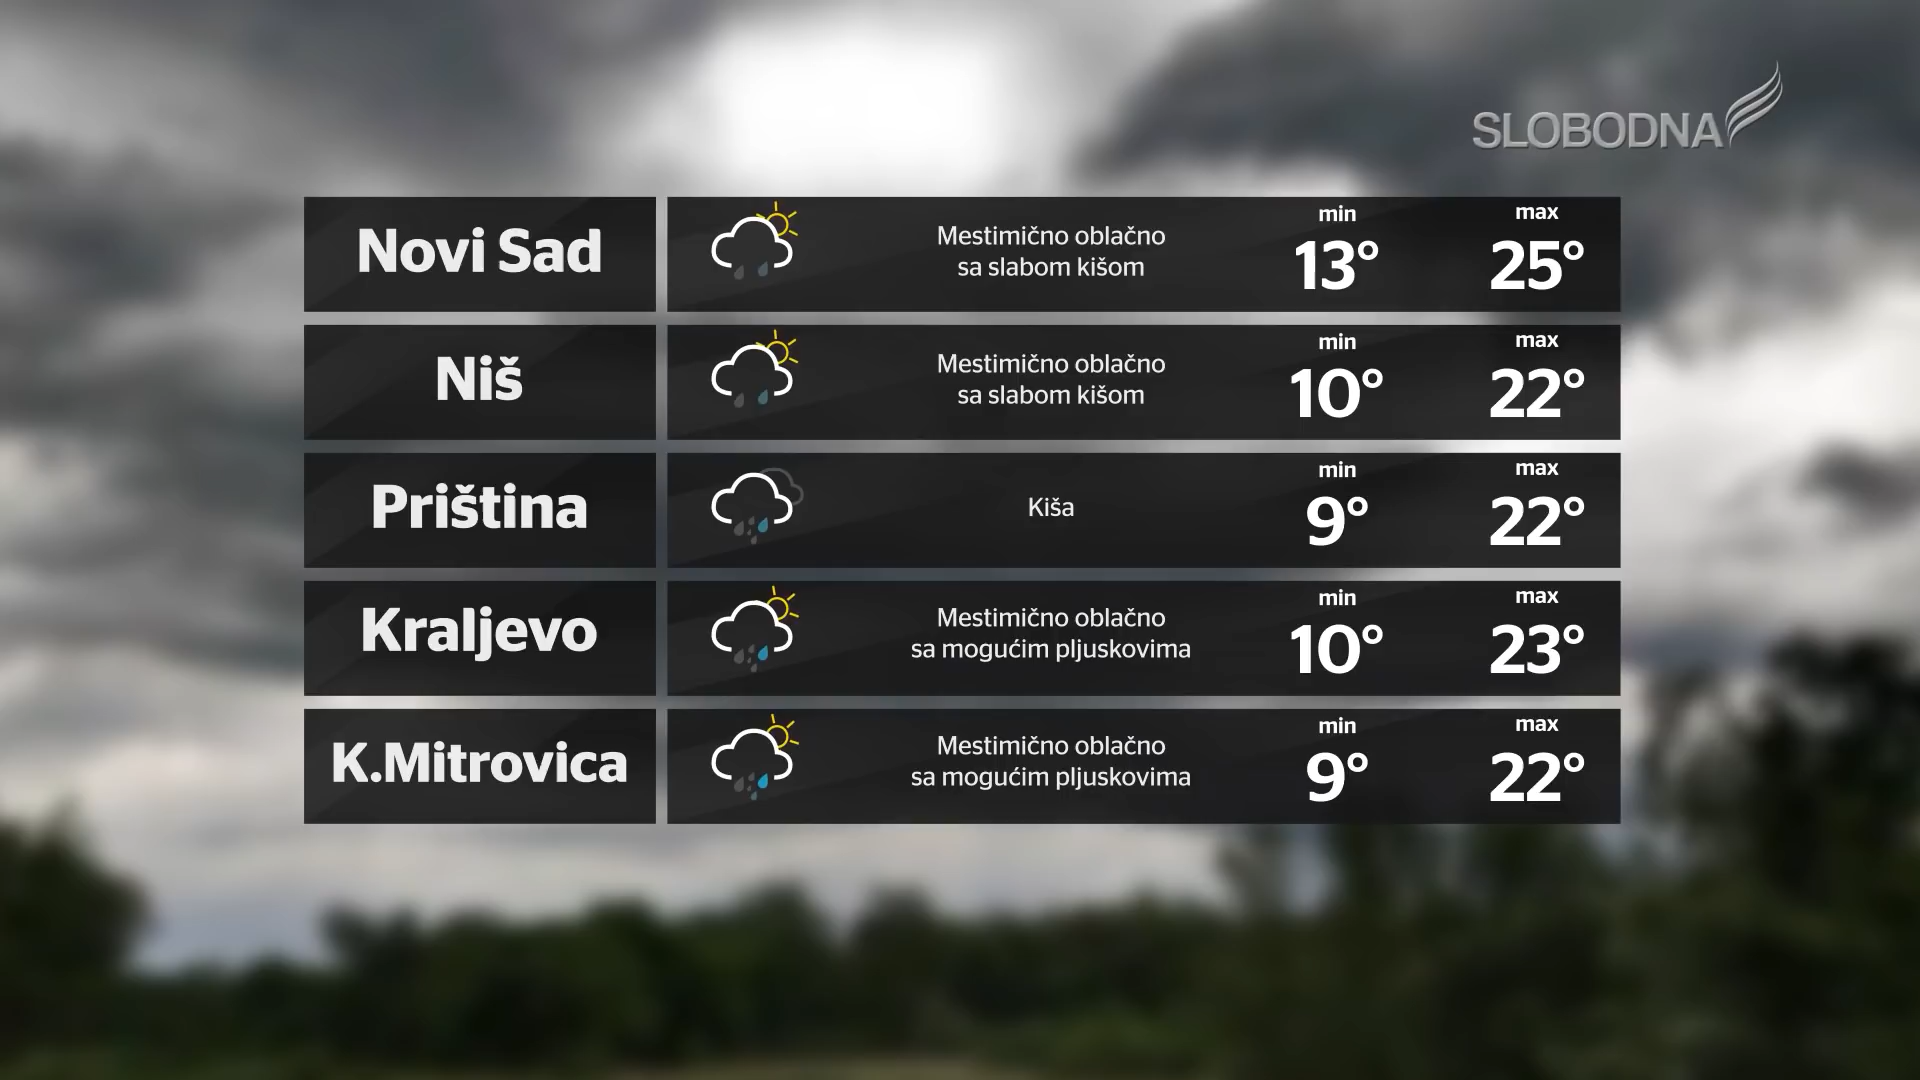 SLOBODNA
Novi Sad
Mestimično oblačno
sa slabom kišom
min
13°
max
25°
Niš
Mestimično oblačno
sa slabom kišom
min
10°
max
22°
Priština
Kiša
min
9°
max
22°
Kraljevo
Mestimično oblačno
sa mogućim pljuskovima
min
10°
max
23°
K.Mitrovica
Mestimično oblačno
sa mogućim pljuskovima
min
9°
max
22°